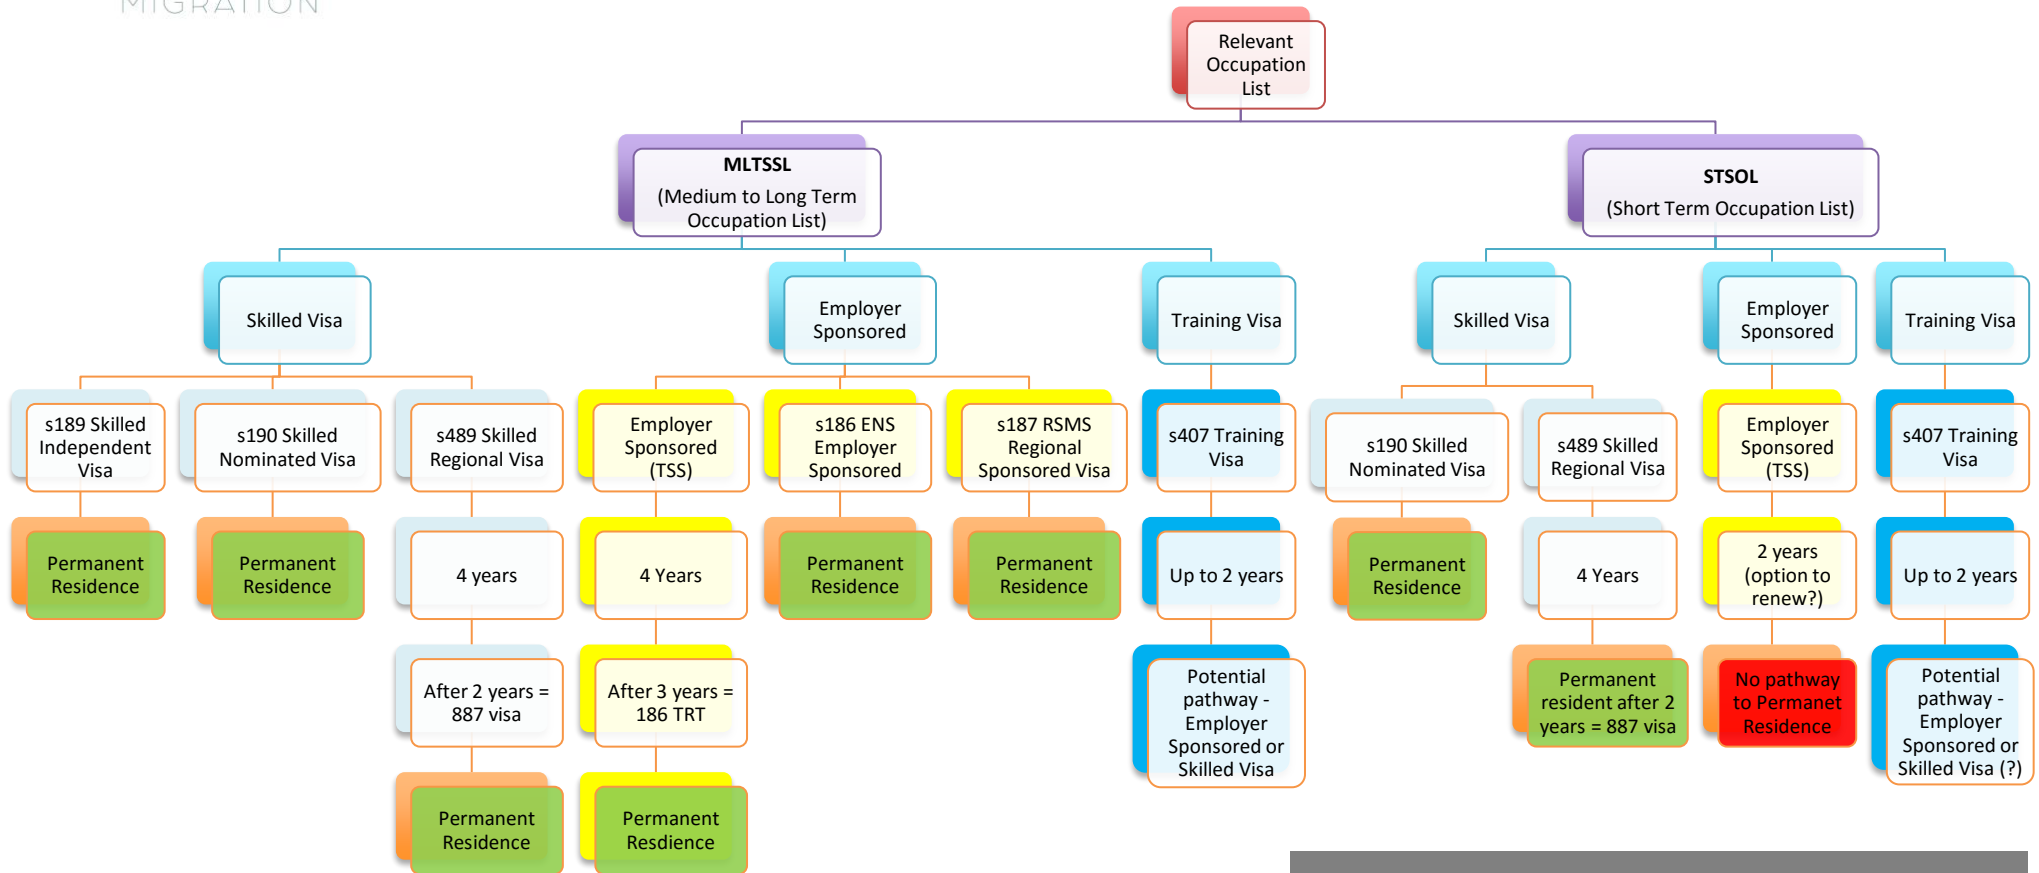 MIGRATION
Relevant
Occupation
List
MLTSSL
(Medium to Long Term
Occupation List)
STSOL
(Short Term Occupation List)
Skilled Visa
Employer
Sponsored
Training Visa
Skilled Visa
Employer
Sponsored
Training Visa
s189 Skilled
Independent
Visa
s190 Skilled
Nominated Visa
s489 Skilled
Regional Visa
Employer
Sponsored
(TSS)
s186 ENS
Employer
Sponsored
s187 RSMS
Regional
Sponsored Visa
s407 Training
Visa
s190 Skilled
Nominated Visa
s489 Skilled
Regional Visa
Employer
Sponsored
(TSS)
s407 Training
Visa
Permanent
Residence
Permanent
Residence
4 years
4 Years
Permanent
Residence
Permanent
Residence
Up to 2 years
Permanent
Residence
4 Years
2 years
(option to
renew?)
Up to 2 years
After 2 years =
887 visa
After 3 years =
186 TRT
Potential
pathway -
Employer
Sponsored or
Skilled Visa
Permanent
resident after 2
years = 887 visa
No pathway
to Permanet
Residence
Potential
pathway -
Employer
Sponsored or
Skilled Visa (?)
Permanent
Residence
Permanent
Resdience